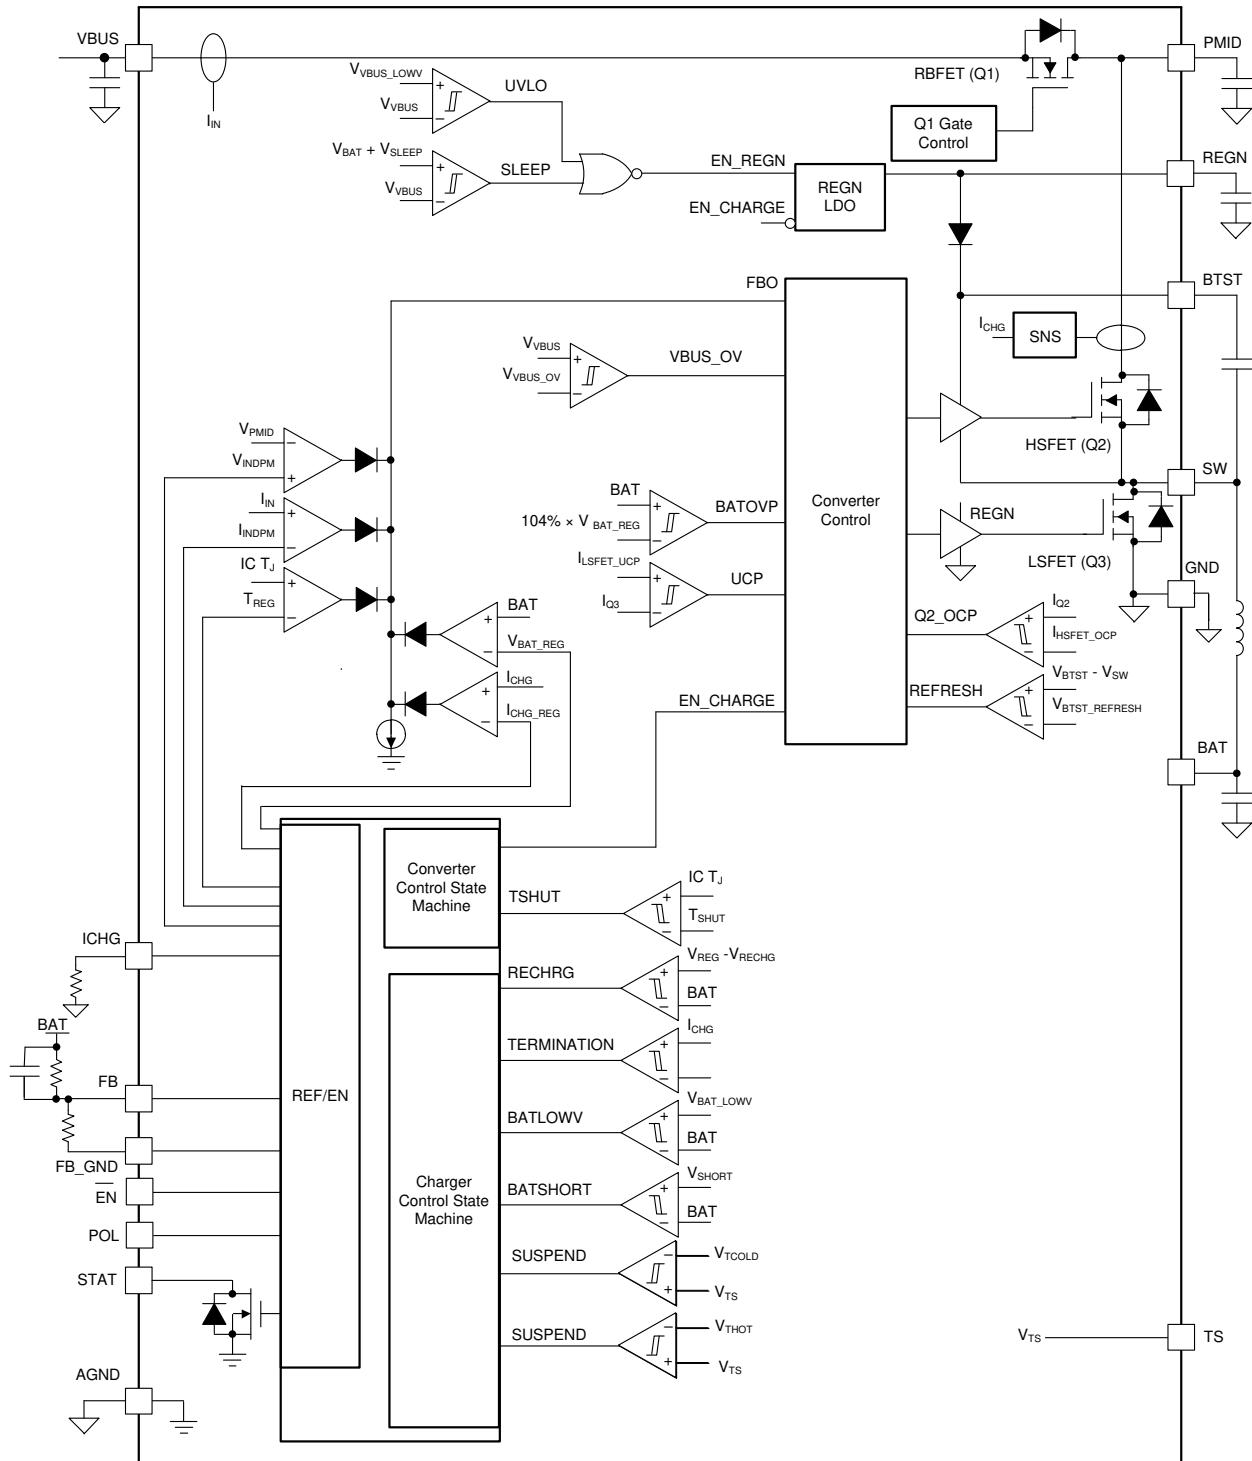 VBUS
PMID
RBFET (Q1)
V_VBUS_LOWV
+
UVLO
V_VBUS
−
I_IN
Q1 Gate
Control
V_BAT + V_SLEEP
+
SLEEP
V_VBUS
−
EN_REGN
REGN
LDO
REGN
EN_CHARGE
FBO
BTST
I_CHG
SNS
V_VBUS
+
VBUS_OV
V_VBUS_OV
−
HSFET (Q2)
V_PMID
−
V_INDPM
+
SW
I_IN
+
I_INDPM
−
BAT
+
BATOVP
104% × V_BAT_REG
−
Converter
Control
REGN
LSFET (Q3)
IC T_J
+
T_REG
−
I_LSFET_UCP
+
UCP
I_Q3
−
GND
BAT
+
V_BAT_REG
−
Q2_OCP
I_Q2
+
I_HSFET_OCP
−
I_CHG
+
I_CHG_REG
−
EN_CHARGE
REFRESH
V_BTST - V_SW
+
V_BTST_REFRESH
−
BAT
Converter
Control State
Machine
TSHUT
IC T_J
+
T_SHUT
−
ICHG
RECHRG
V_REG -V_RECHG
+
BAT
−
BAT
TERMINATION
I_CHG
+
−
FB
REF/EN
BATLOWV
V_BAT_LOWV
+
BAT
−
FB_GND
EN
Charger
Control State
Machine
BATSHORT
V_SHORT
+
BAT
−
POL
SUSPEND
−
V_TCOLD
+
V_TS
STAT
SUSPEND
−
V_THOT
+
V_TS
V_TS
TS
AGND